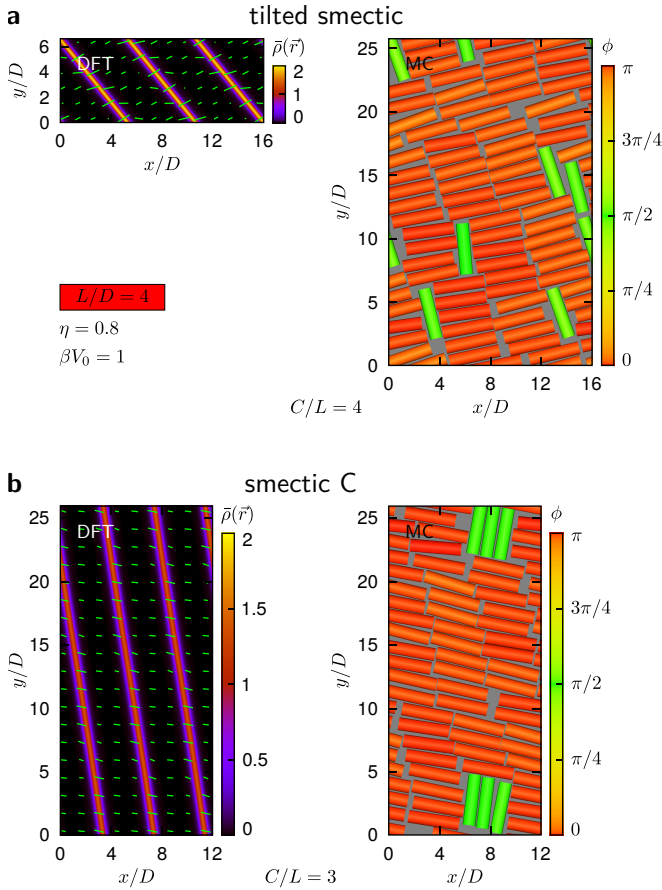 a tilted smectic
DFT
ρ̄(r⃗)
6
4
2
0
y/D
0 4 8 12 16
x/D
2
1
0
MC
ϕ
25
20
15
10
5
0
y/D
0 4 8 12 16
x/D
π
3π/4
π/2
π/4
0
L/D = 4
η = 0.8
βV₀ = 1
C/L = 4
b smectic C
DFT
ρ̄(r⃗)
25
20
15
10
5
0
y/D
0 4 8 12
x/D
2
1.5
1
0.5
0
MC
ϕ
25
20
15
10
5
0
y/D
0 4 8 12
x/D
π
3π/4
π/2
π/4
0
C/L = 3